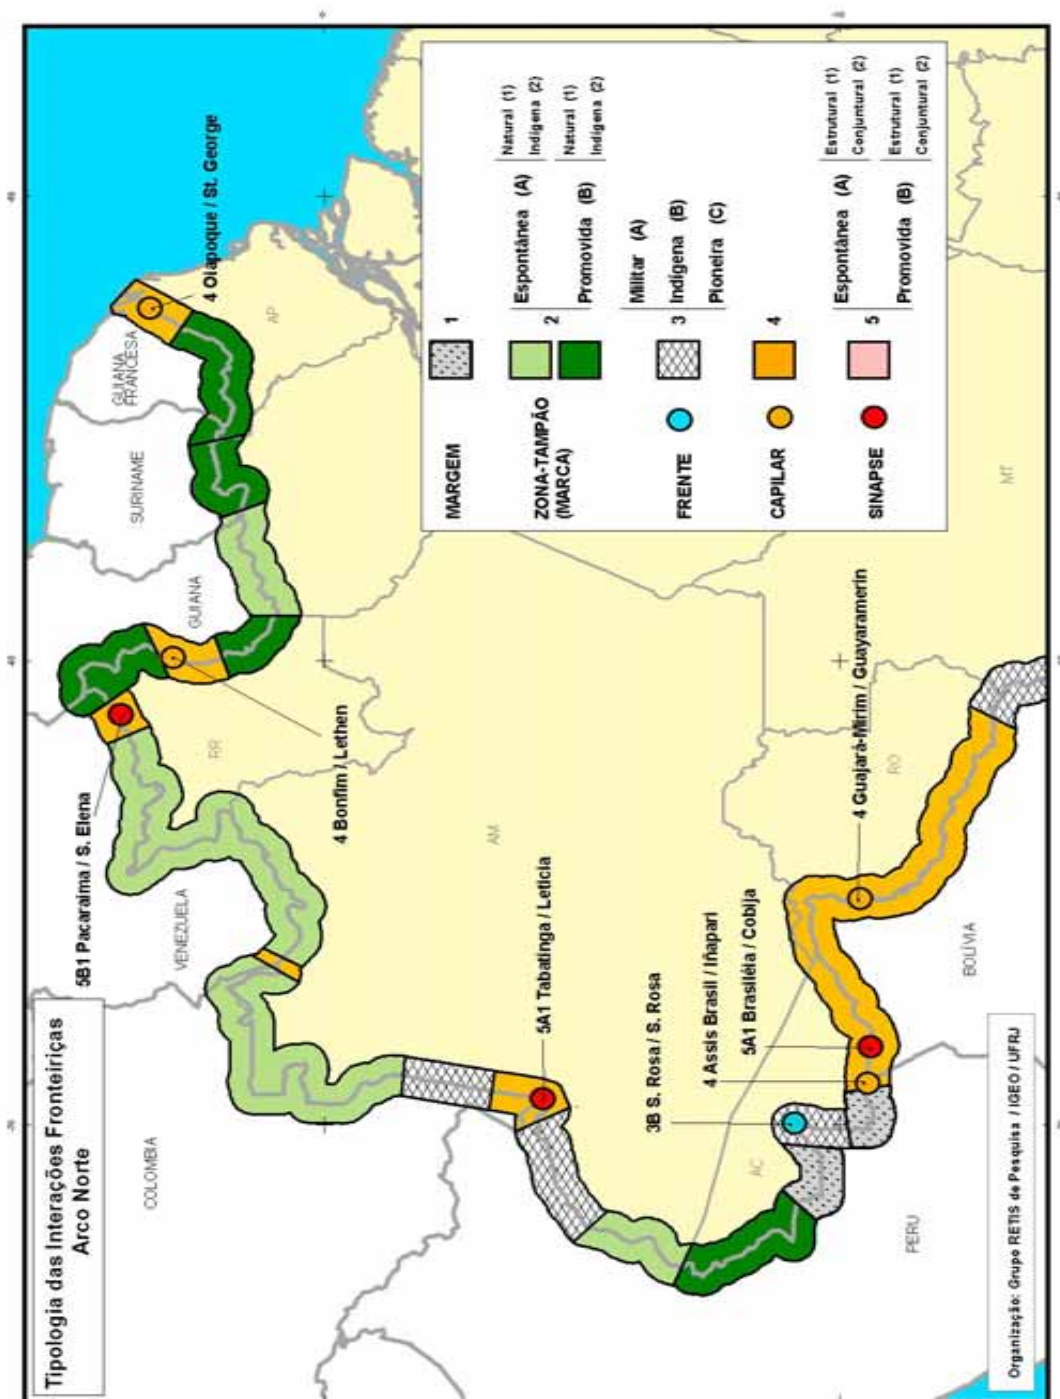 Tipologia das Interações Fronteiriças
Arco Norte
COLOMBIA
VENEZUELA
GUIANA
SURINAME
GUIANA
FRANCESA
PERU
BOLÍVIA
AP
RR
AM
AC
RO
MT
5B1 Pacaraima / S. Elena
4 Bonfim / Lethen
4 Oiapoque / St. George
5A1 Tabatinga / Leticia
3B S. Rosa / S. Rosa
4 Assis Brasil / Iñapari
5A1 Brasiléia / Cobija
4 Guajará-Mirim / Guayaramerin
MARGEM 1
ZONA-TAMPÃO
(MARCA)
2
Espontânea (A)
Natural (1)
Indígena (2)
Promovida (B)
Natural (1)
Indígena (2)
FRENTE 3
Militar (A)
Indígena (B)
Pioneira (C)
CAPILAR 4
SINAPSE 5
Espontânea (A)
Estrutural (1)
Conjuntural (2)
Promovida (B)
Estrutural (1)
Conjuntural (2)
Organização: Grupo RETIS de Pesquisa / IGEO / UFRJ